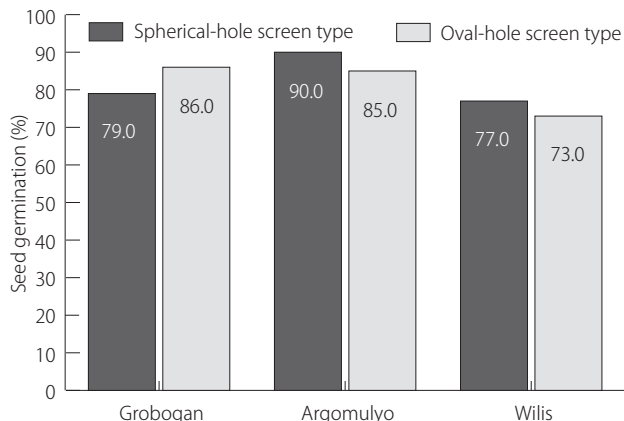 100
Spherical-hole screen type
Oval-hole screen type
90
80
70
60
50
40
30
20
10
0
Seed germination (%)
79.0
86.0
90.0
85.0
77.0
73.0
Grobogan
Argomulyo
Wilis